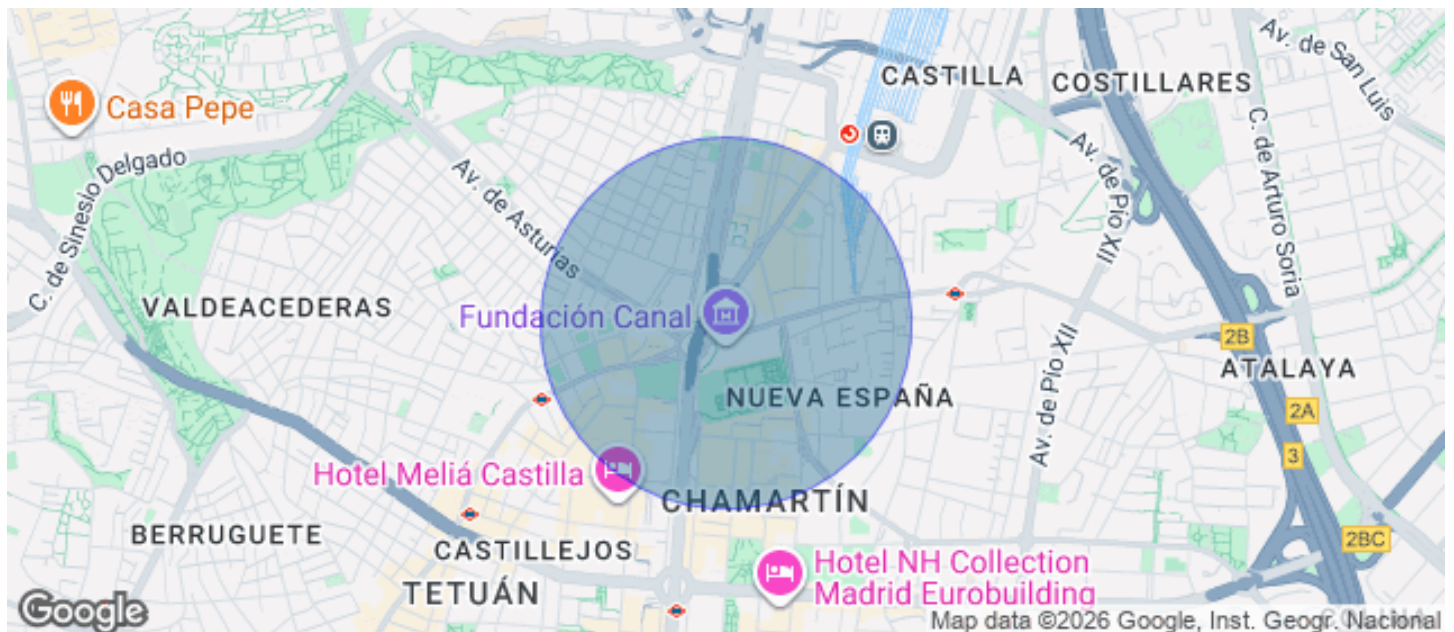 Av. de San Luis
CASTILLA
COSTILLARES
Casa Pepe
C. de Sinesio Delgado
Av. de Asturias
Av. de Pío XII
C. de Arturo Soria
VALDEACEDERAS
Fundación Canal
2B
ATALAYA
NUEVA ESPAÑA
Av. de Pío XII
2A
3
Hotel Meliá Castilla
CHAMARTÍN
BERRUGUETE
CASTILLEJOS
2BC
TETUÁN
Hotel NH Collection
Madrid Eurobuilding
Google
Map data ©2026 Google, Inst. Geogr. Nacional